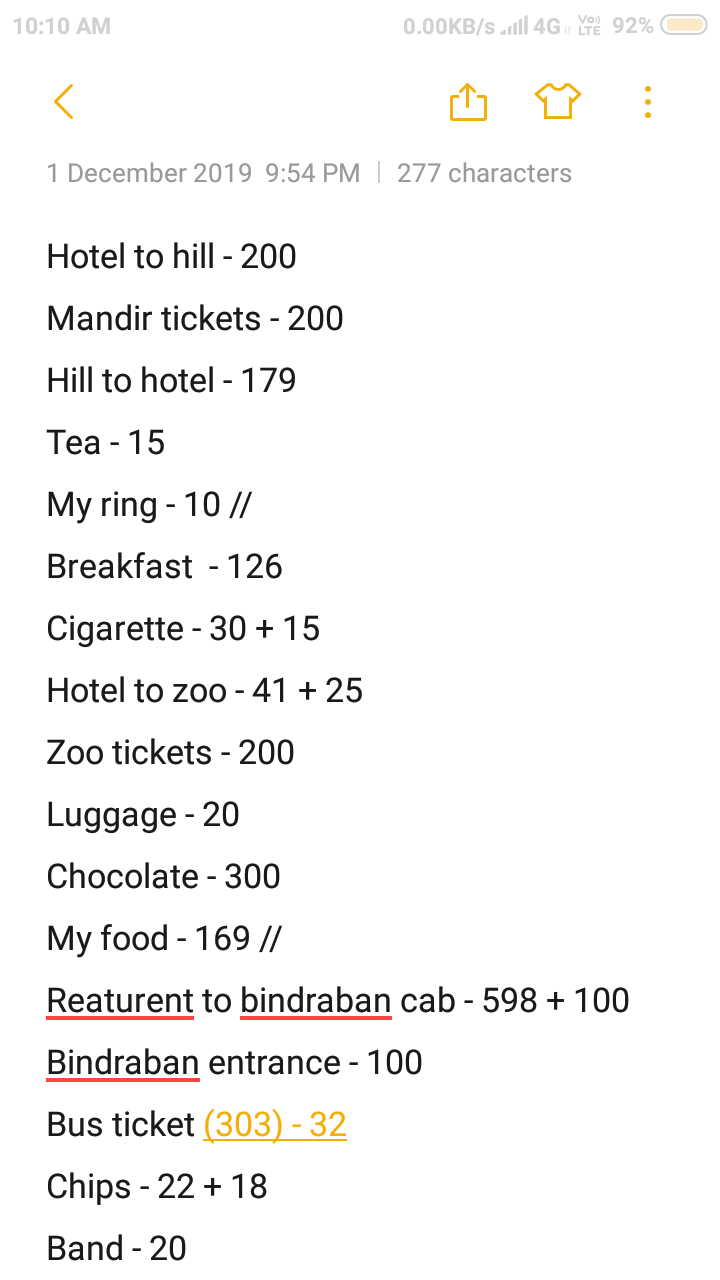 10:10 AM 0.00KB/s 4G Vo) LTE 92%
1 December 2019 9:54 PM | 277 characters
Hotel to hill - 200
Mandir tickets - 200
Hill to hotel - 179
Tea - 15
My ring - 10 //
Breakfast  - 126
Cigarette - 30 + 15
Hotel to zoo - 41 + 25
Zoo tickets - 200
Luggage - 20
Chocolate - 300
My food - 169 //
Reaturent to bindraban cab - 598 + 100
Bindraban entrance - 100
Bus ticket (303) - 32
Chips - 22 + 18
Band - 20